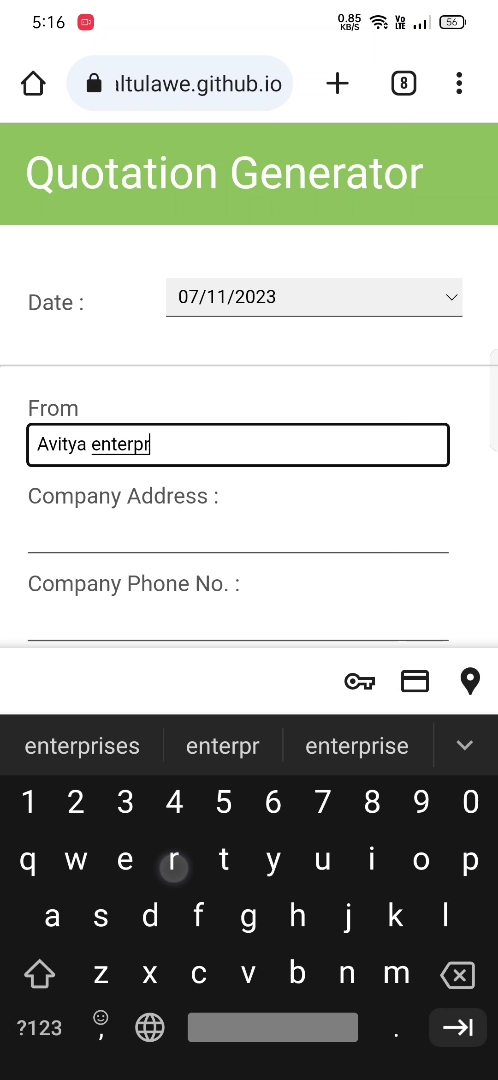 5:16 0.85 KB/S Vo LTE 56
ıltulawe.github.io 8
Quotation Generator
Date : 07/11/2023
From
Avitya enterpr
Company Address :
Company Phone No. :
enterprises enterpr enterprise
1 2 3 4 5 6 7 8 9 0
q w e r t y u i o p
a s d f g h j k l
z x c v b n m
?123 , .